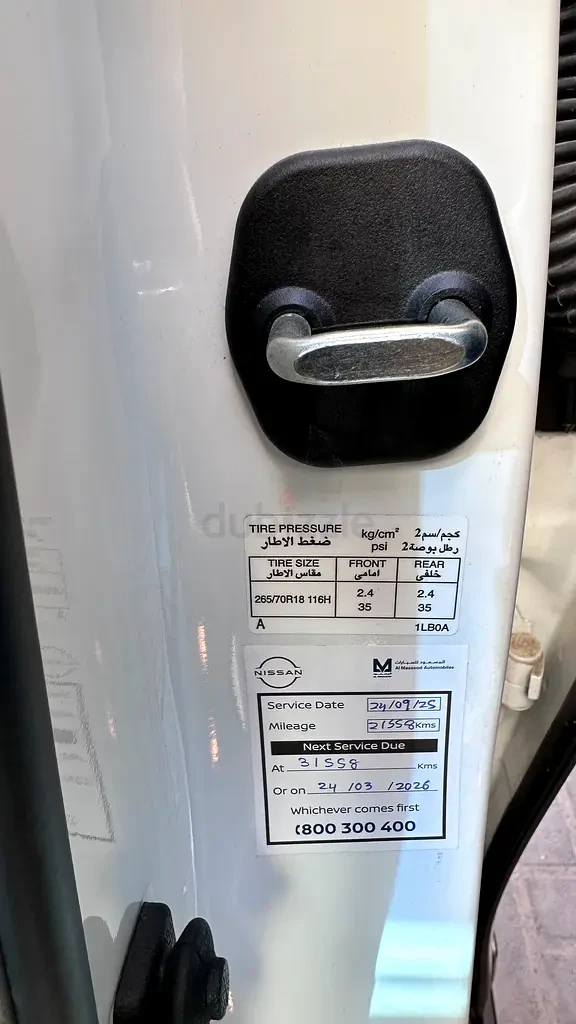 dubizzle
TIRE PRESSURE kg/cm² كجم/سم2
ضغط الاطار psi رطل بوصة2
TIRE SIZE FRONT REAR
مقاس الاطار امامى خلفى
265/70R18 116H 2.4 2.4
35 35
A 1LB0A
NISSAN M المسعود للسيارات
Al Masaood Automobiles
Service Date 24/09/25
Mileage 21558 Kms
Next Service Due
At 31558 Kms
Or on 24 /03 /2026
Whichever comes first
800 300 400